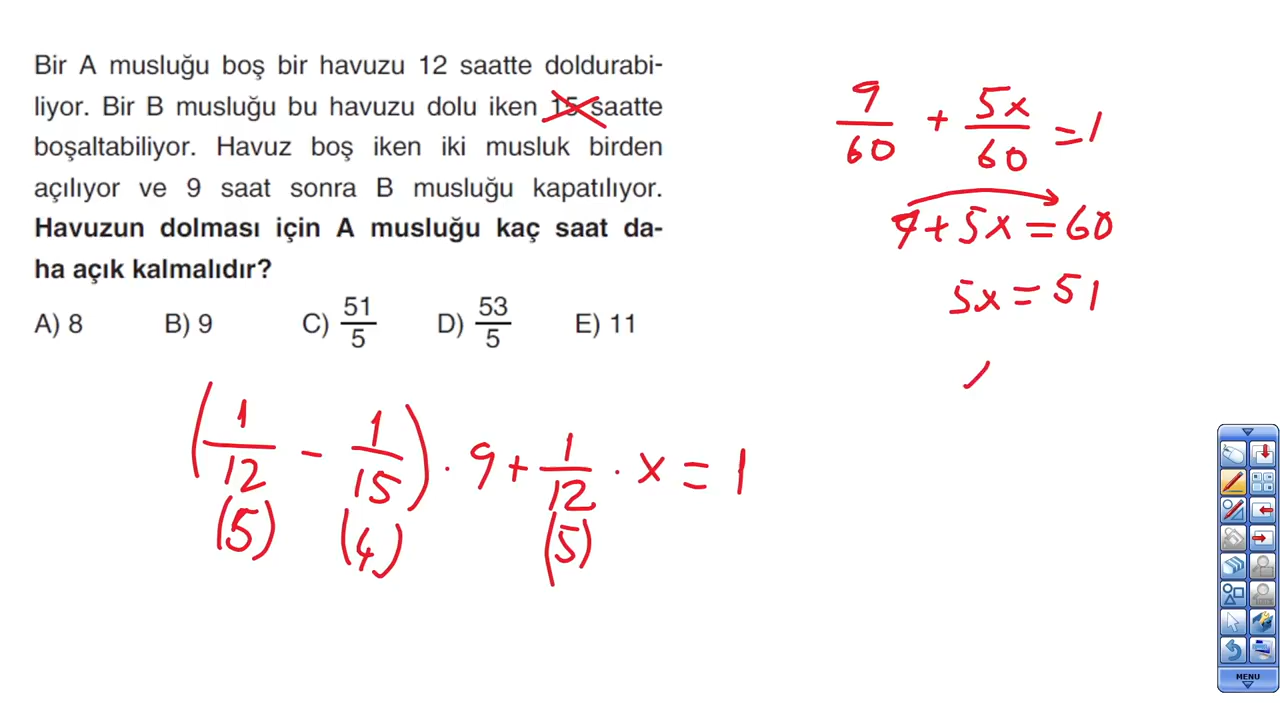 Bir A musluğu boş bir havuzu 12 saatte doldurabi-
liyor. Bir B musluğu bu havuzu dolu iken 15 saatte
boşaltabiliyor. Havuz boş iken iki musluk birden
açılıyor ve 9 saat sonra B musluğu kapatılıyor.
Havuzun dolması için A musluğu kaç saat da-
ha açık kalmalıdır?
A) 8 B) 9 C) 51/5 D) 53/5 E) 11
(1/12 - 1/15) · 9 + 1/12 · x = 1
(5) (4) (5)
9/60 + 5x/60 = 1
9 + 5x = 60
5x = 51
MENU